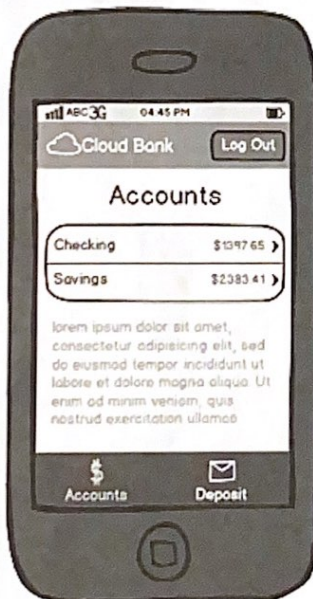 ABC 3G 04:45 PM
Cloud Bank Log Out
Accounts
Checking $1397.65
Savings $2383.41
lorem ipsum dolor sit amet,
consectetur adipisicing elit, sed
do eiusmod tempor incididunt ut
labore et dolore magna aliqua. Ut
enim ad minim veniam, quis
nostrud exercitation ullamco
Accounts Deposit